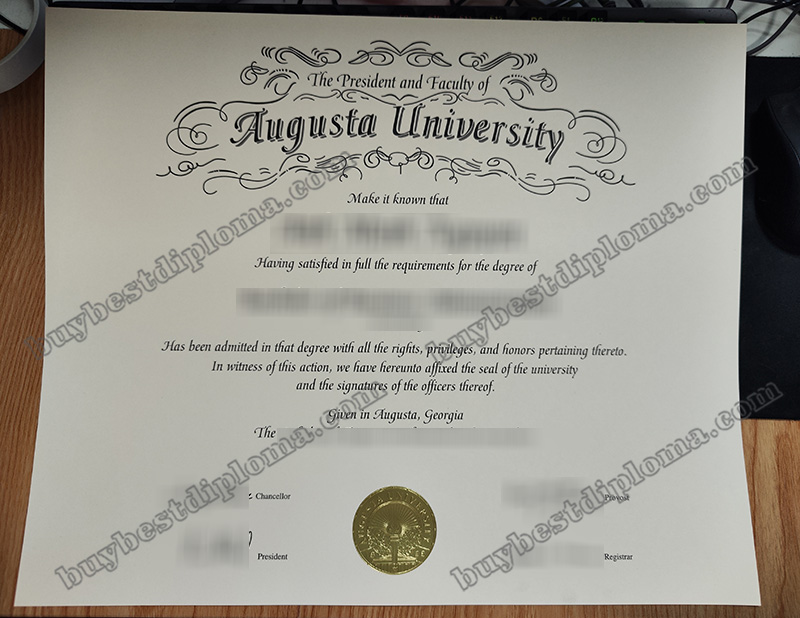 The President and Faculty of
Augusta University
Make it known that
Having satisfied in full the requirements for the degree of
Has been admitted in that degree with all the rights, privileges, and honors pertaining thereto.
In witness of this action, we have hereunto affixed the seal of the university
and the signatures of the officers thereof.
Given in Augusta, Georgia
The
Chancellor
Provost
President
Registrar
AUGUSTA UNIVERSITY
buybestdiploma.com
buybestdiploma.com
buybestdiploma.com
buybestdiploma.com